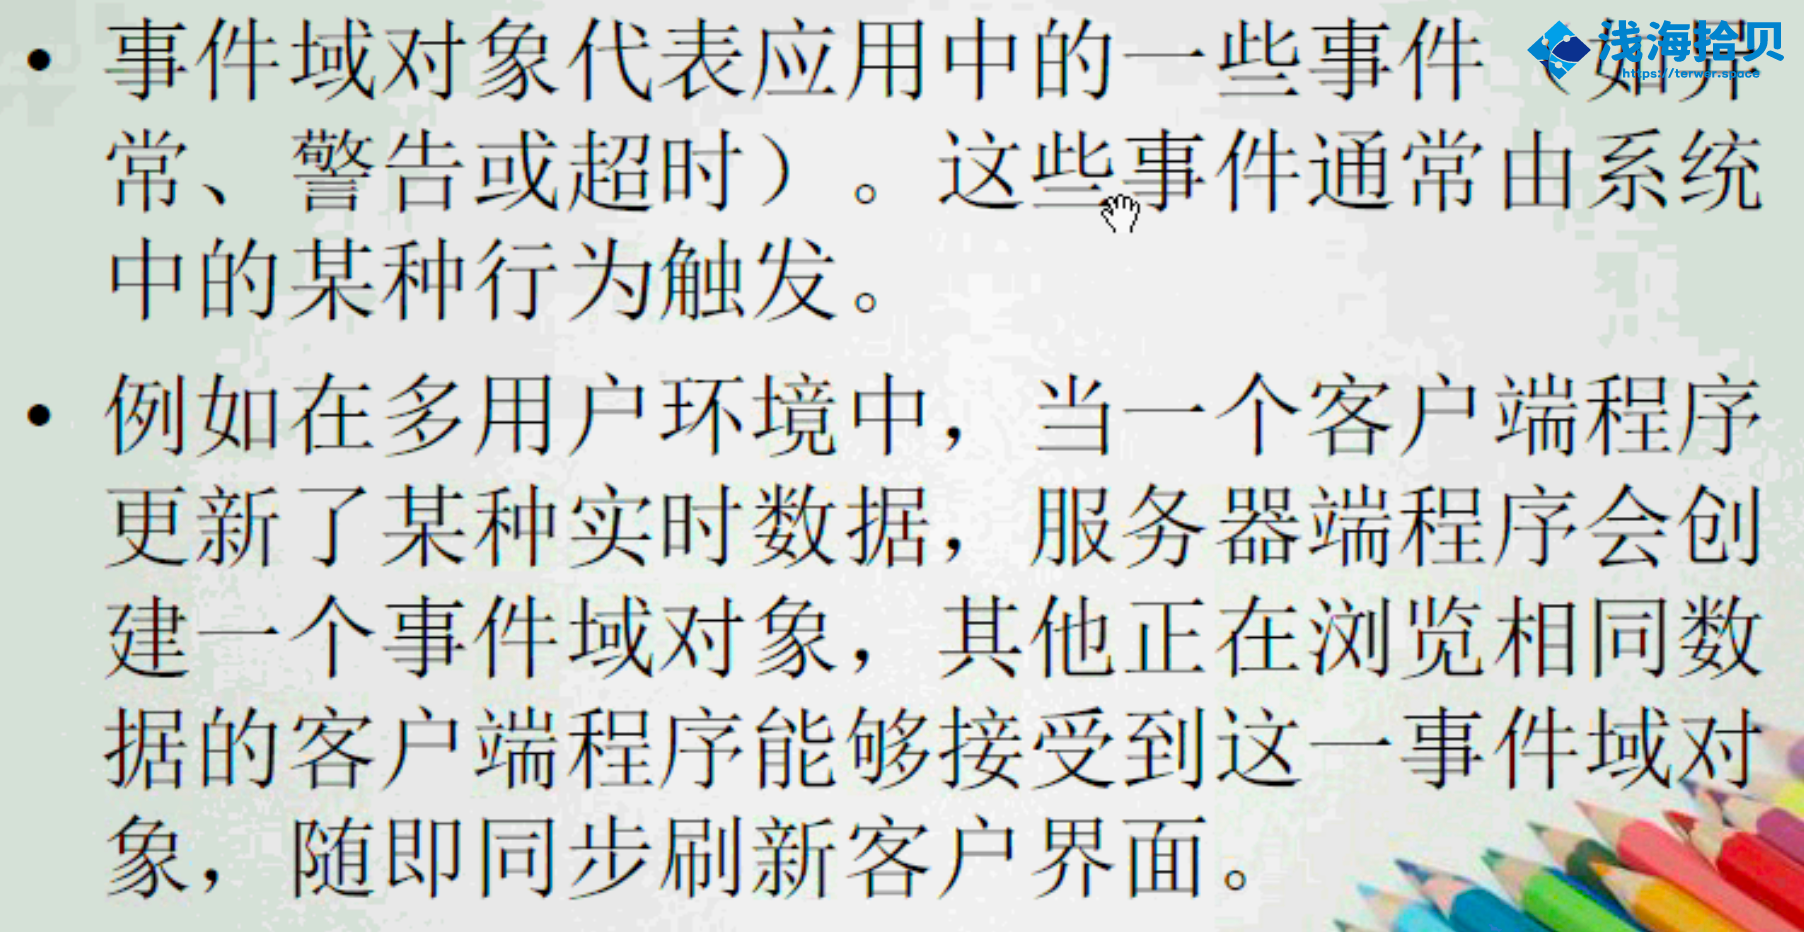 • 事件域对象代表应用中的一些事件（如异
浅海拾贝
https://terwer.space
常、警告或超时）。这些事件通常由系统
中的某种行为触发。
• 例如在多用户环境中，当一个客户端程序
更新了某种实时数据，服务器端程序会创
建一个事件域对象，其他正在浏览相同数
据的客户端程序能够接受到这一事件域对
象，随即同步刷新客户界面。